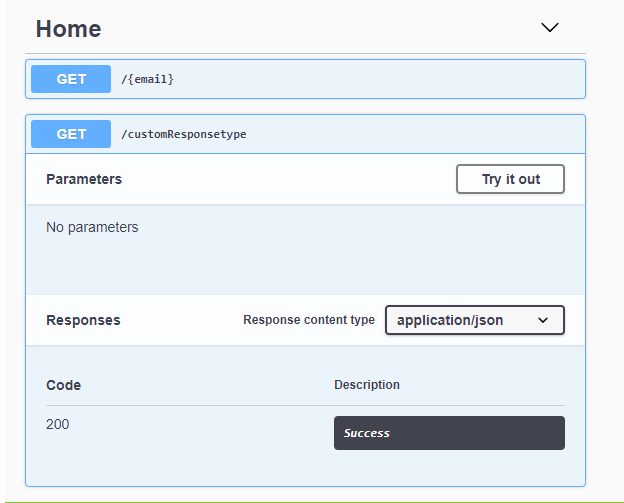 Home
GET /{email}
GET /customResponsetype
Parameters Try it out
No parameters
Responses Response content type application/json
Code Description
200 Success